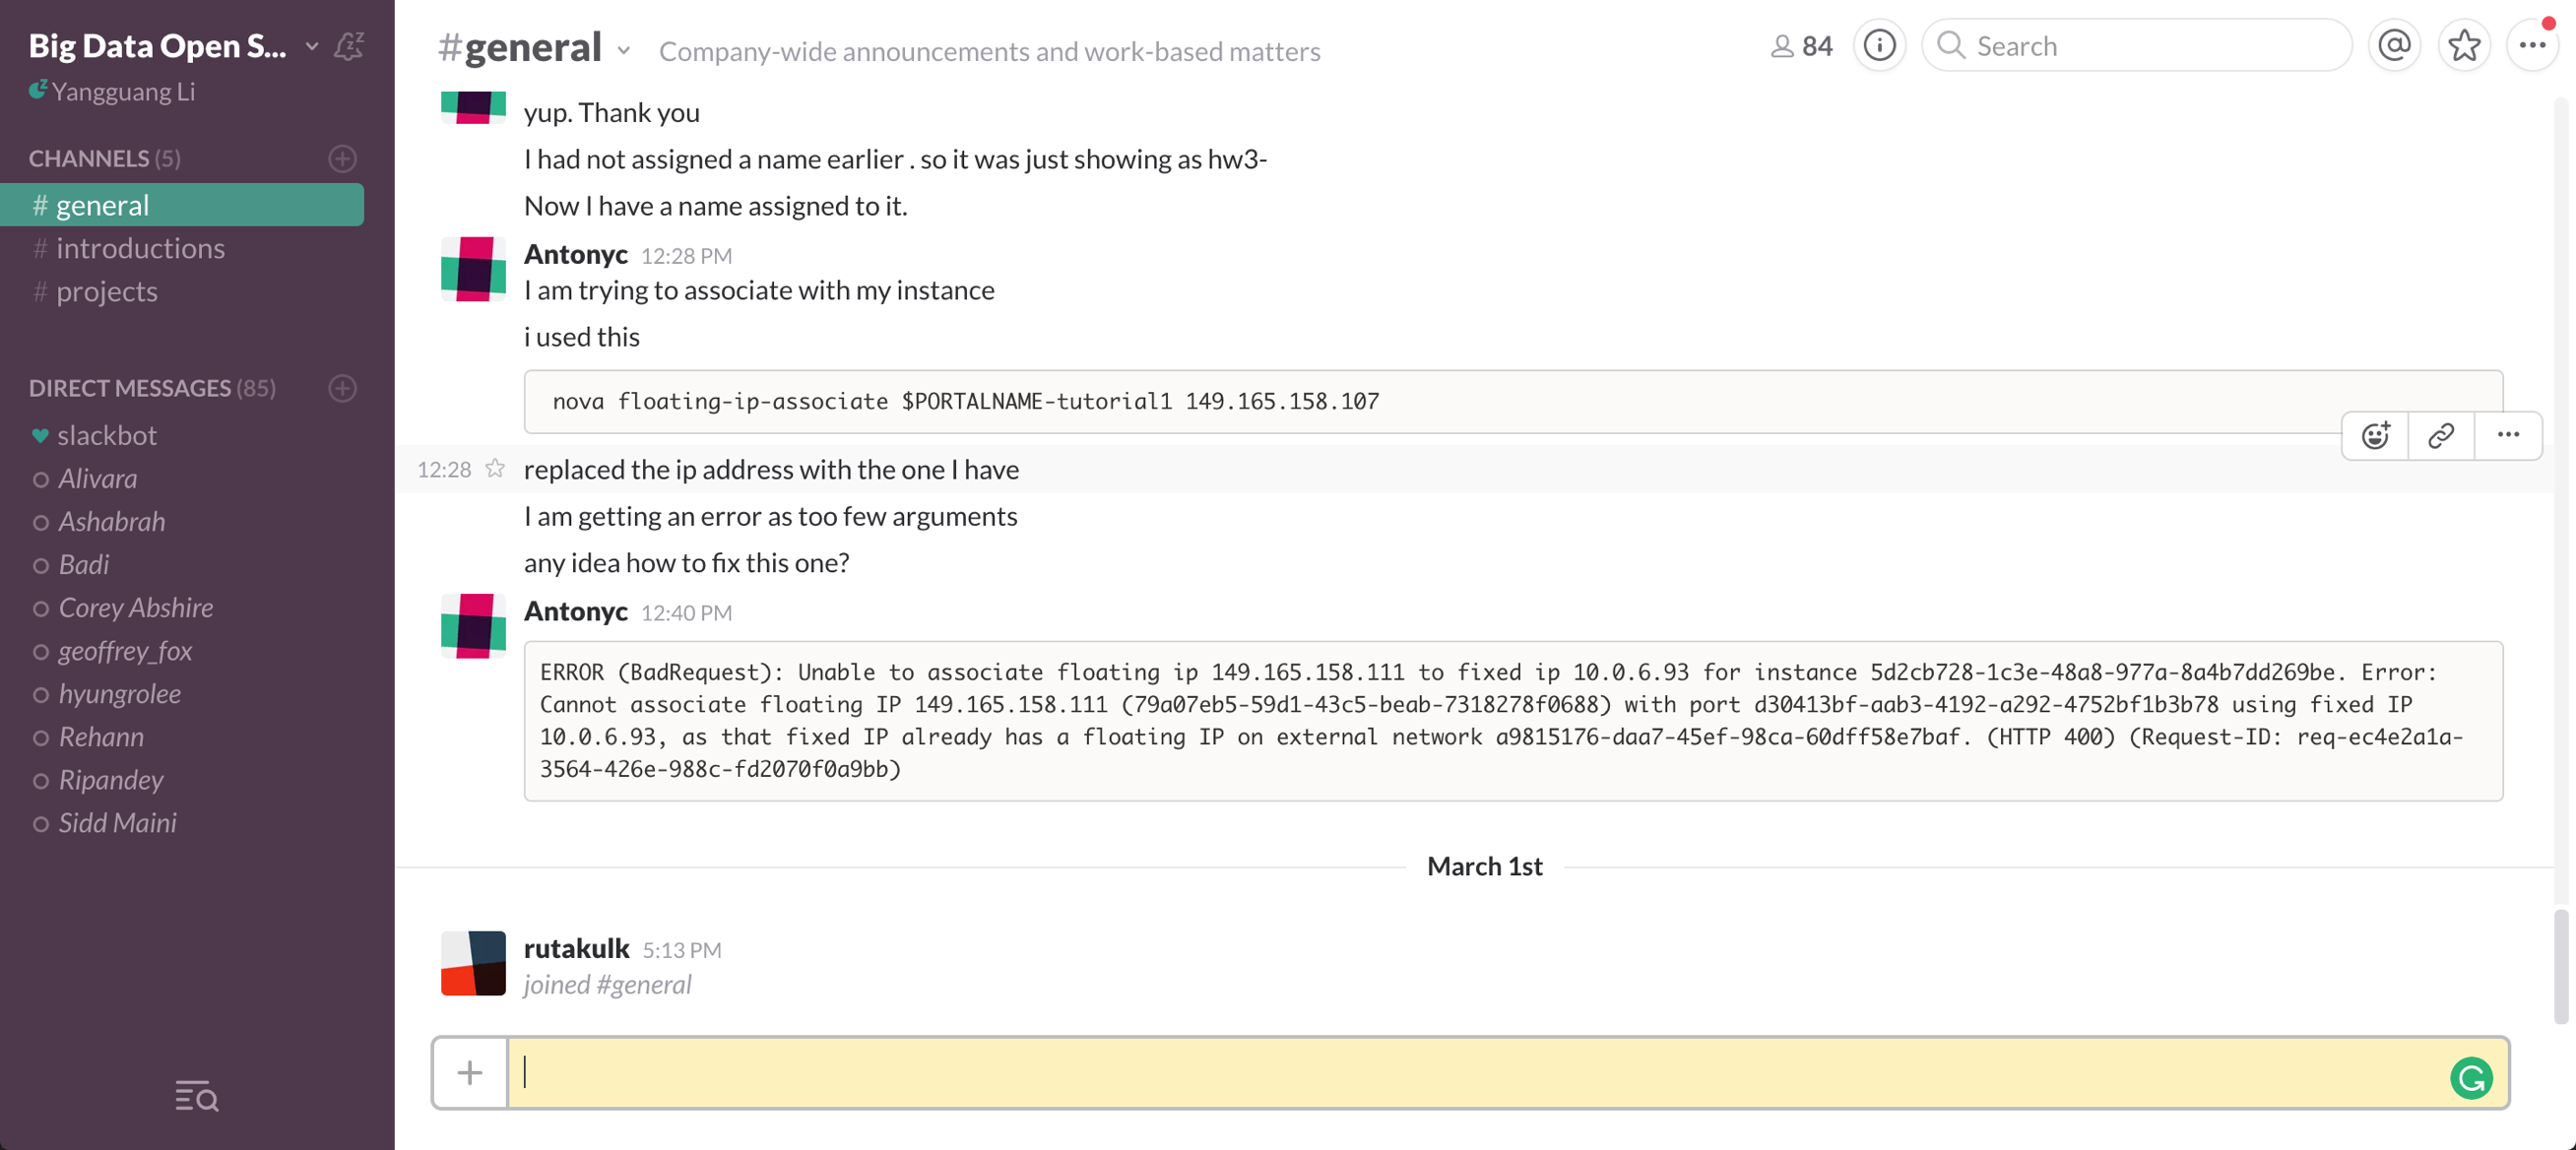 Big Data Open S...
Yangguang Li
CHANNELS (5)
# general
# introductions
# projects
DIRECT MESSAGES (85)
slackbot
Alivara
Ashabrah
Badi
Corey Abshire
geoffrey_fox
hyungrolee
Rehann
Ripandey
Sidd Maini
#general
Company-wide announcements and work-based matters
84
Search
yup. Thank you
I had not assigned a name earlier . so it was just showing as hw3-
Now I have a name assigned to it.
Antonyc 12:28 PM
I am trying to associate with my instance
i used this
nova floating-ip-associate $PORTALNAME-tutorial1 149.165.158.107
12:28 replaced the ip address with the one I have
I am getting an error as too few arguments
any idea how to fix this one?
Antonyc 12:40 PM
ERROR (BadRequest): Unable to associate floating ip 149.165.158.111 to fixed ip 10.0.6.93 for instance 5d2cb728-1c3e-48a8-977a-8a4b7dd269be. Error:
Cannot associate floating IP 149.165.158.111 (79a07eb5-59d1-43c5-beab-7318278f0688) with port d30413bf-aab3-4192-a292-4752bf1b3b78 using fixed IP
10.0.6.93, as that fixed IP already has a floating IP on external network a9815176-daa7-45ef-98ca-60dff58e7baf. (HTTP 400) (Request-ID: req-ec4e2a1a-
3564-426e-988c-fd2070f0a9bb)
March 1st
rutakulk 5:13 PM
joined #general